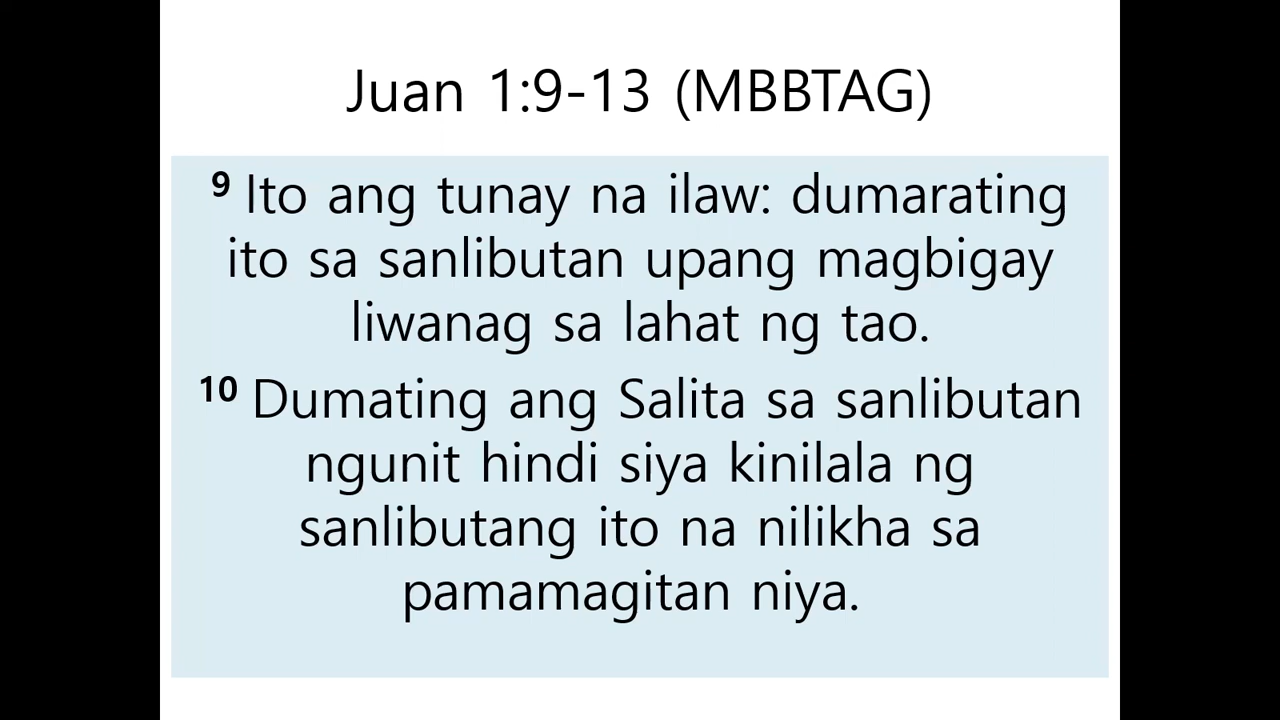 Juan 1:9-13 (MBBTAG)
9 Ito ang tunay na ilaw: dumarating
ito sa sanlibutan upang magbigay
liwanag sa lahat ng tao.
10 Dumating ang Salita sa sanlibutan
ngunit hindi siya kinilala ng
sanlibutang ito na nilikha sa
pamamagitan niya.